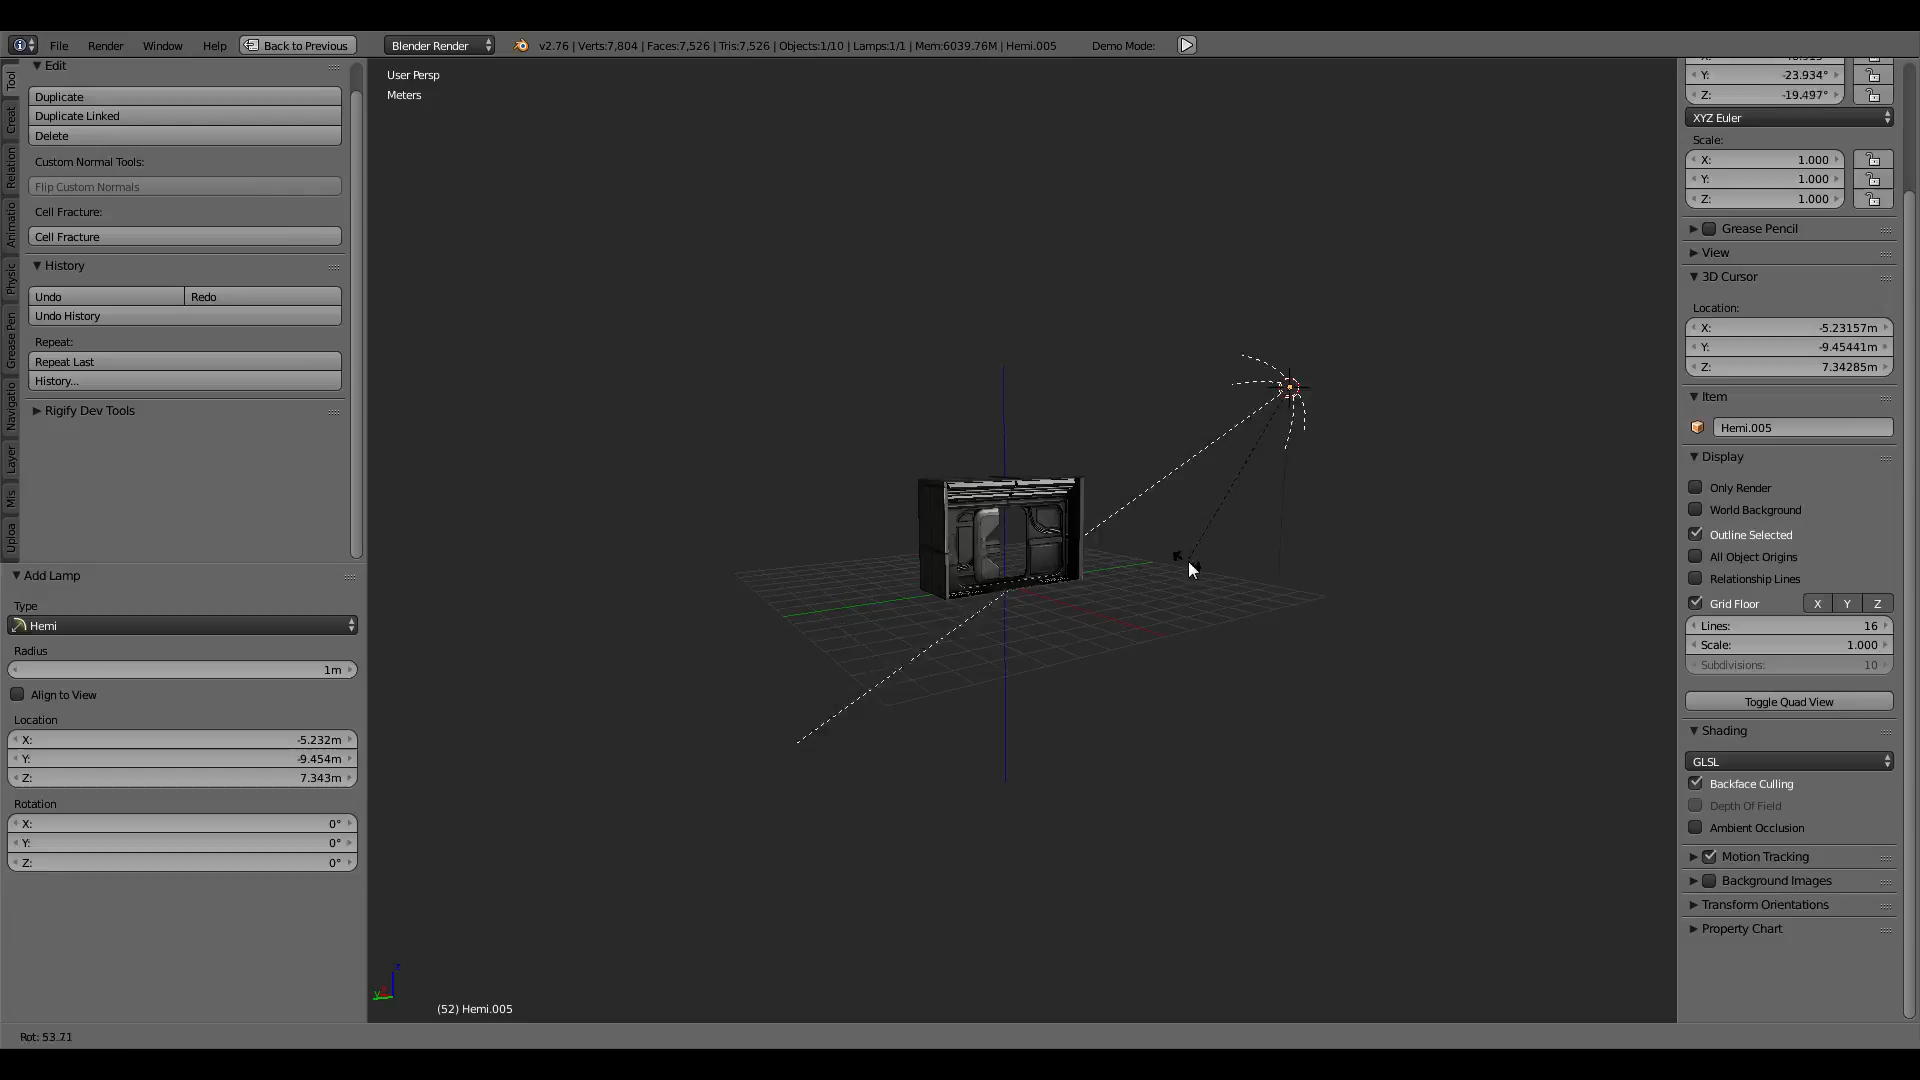 File Render Window Help Back to Previous Blender Render v2.76 | Verts:7,804 | Faces:7,526 | Tris:7,526 | Objects:1/10 | Lamps:1/1 | Mem:6039.76M | Hemi.005 Demo Mode:
Tool
Creat
Relation
Animatio
Physic
Grease Pen
Navigatio
Layer
Mis
Uploa
Edit
Duplicate
Duplicate Linked
Delete
Custom Normal Tools:
Flip Custom Normals
Cell Fracture:
Cell Fracture
History
Undo Redo
Undo History
Repeat:
Repeat Last
History...
Rigify Dev Tools
Add Lamp
Type
Hemi
Radius
1m
Align to View
Location
X: -5.232m
Y: -9.454m
Z: 7.343m
Rotation
X: 0°
Y: 0°
Z: 0°
Rot: 53.71
User Persp
Meters
z
y
(52) Hemi.005
Y: -23.934°
Z: -19.497°
XYZ Euler
Scale:
X: 1.000
Y: 1.000
Z: 1.000
Grease Pencil
View
3D Cursor
Location:
X: -5.23157m
Y: -9.45441m
Z: 7.34285m
Item
Hemi.005
Display
Only Render
World Background
Outline Selected
All Object Origins
Relationship Lines
Grid Floor X Y Z
Lines: 16
Scale: 1.000
Subdivisions: 10
Toggle Quad View
Shading
GLSL
Backface Culling
Depth Of Field
Ambient Occlusion
Motion Tracking
Background Images
Transform Orientations
Property Chart